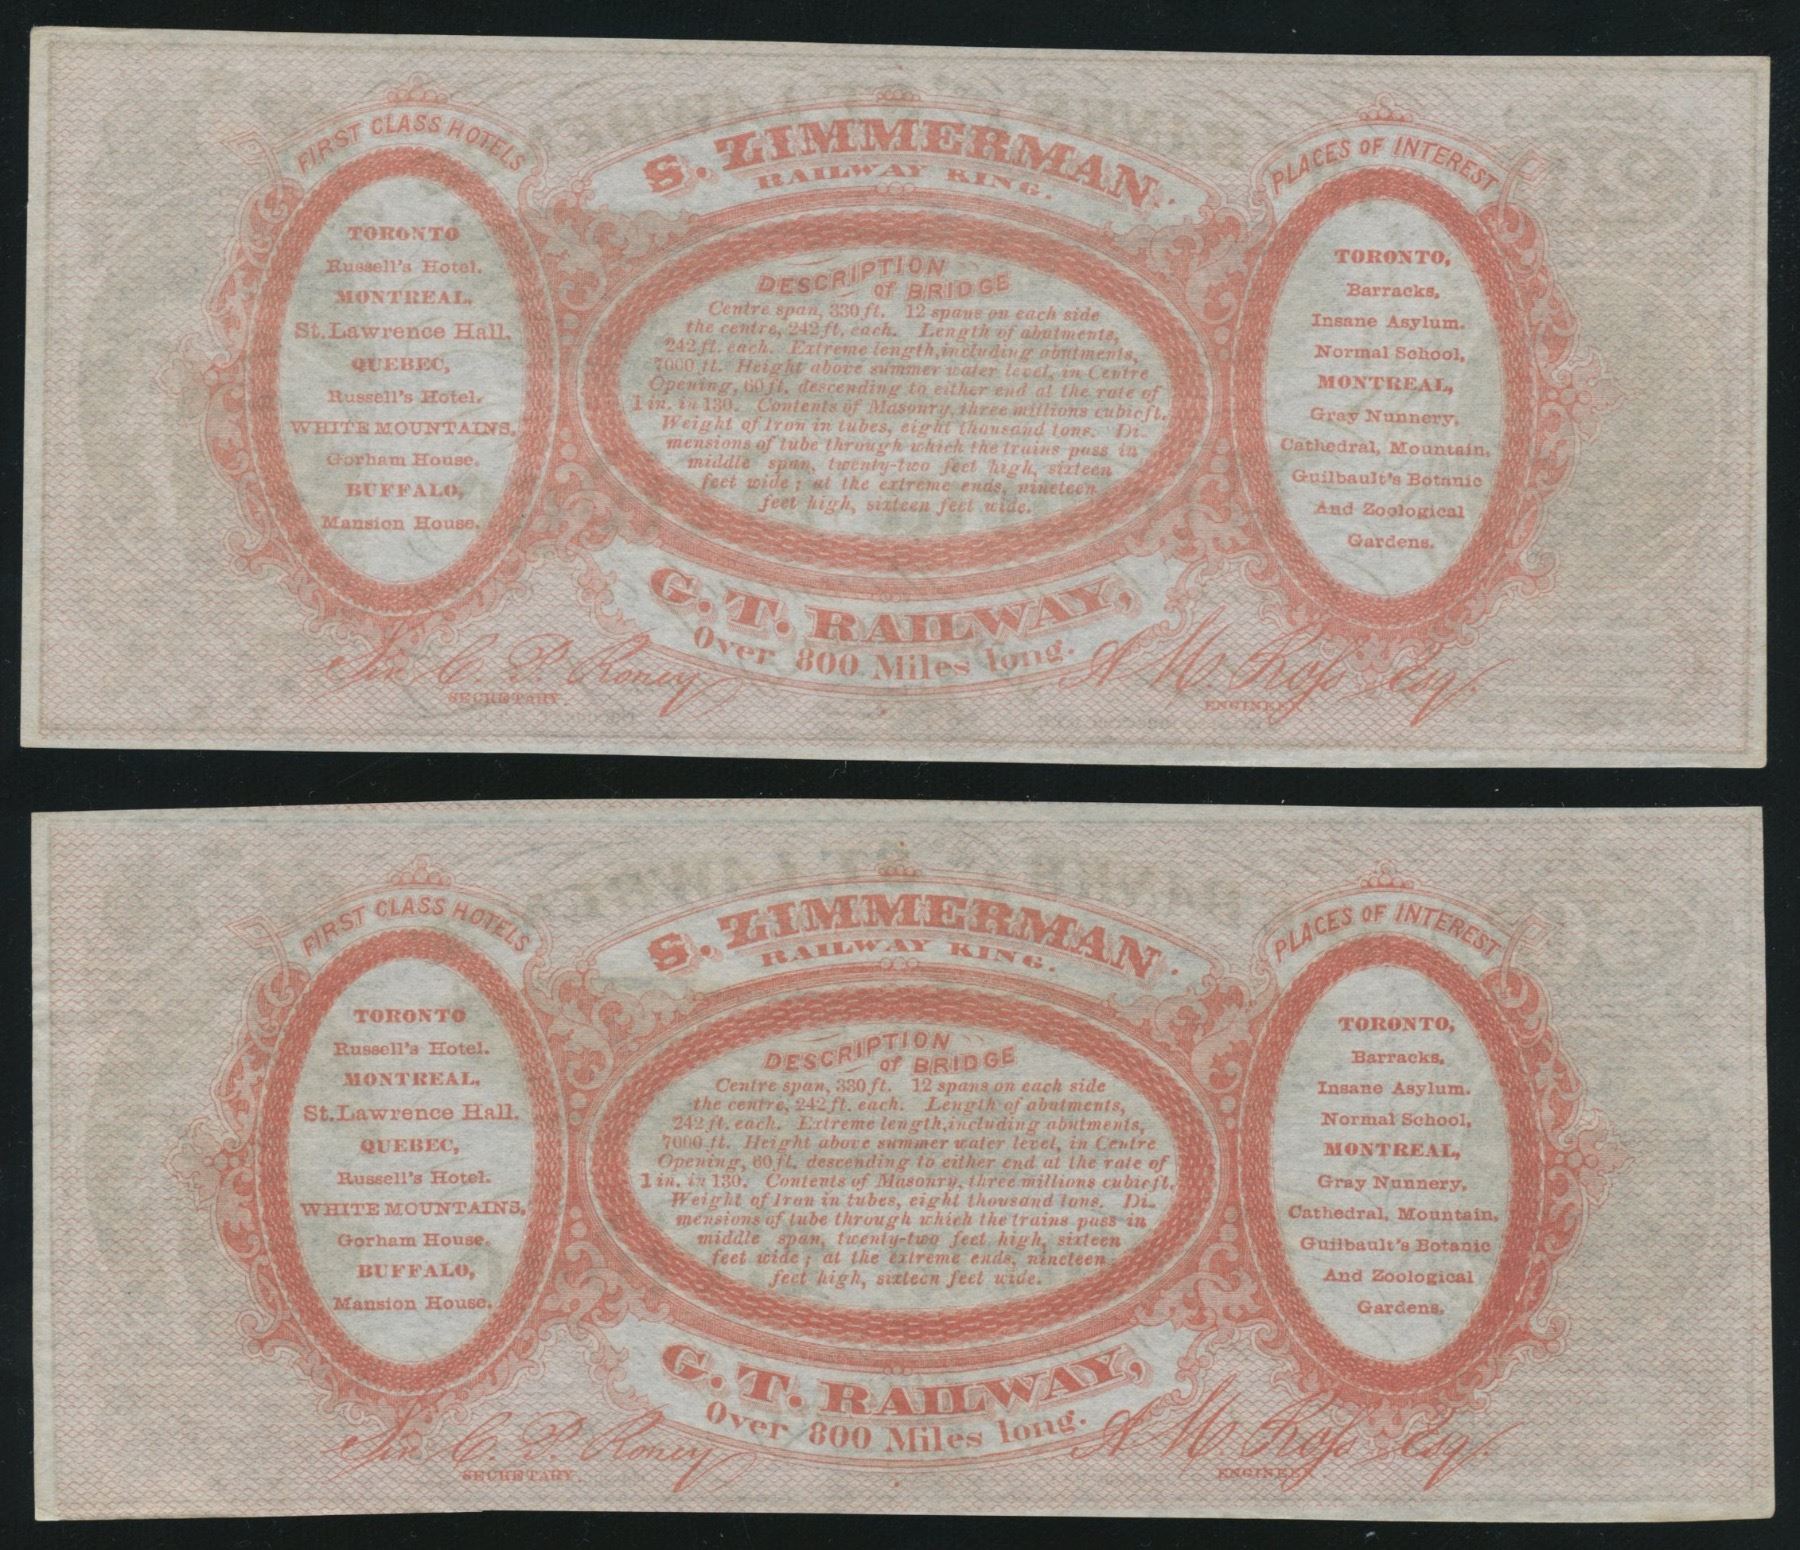 FIRST CLASS HOTELS
TORONTO
Russell's Hotel.
MONTREAL,
St. Lawrence Hall.
QUEBEC,
Russell's Hotel.
WHITE MOUNTAINS,
Gorham House.
BUFFALO,
Mansion House.
S. ZIMMERMAN.
RAILWAY KING.
DESCRIPTION
of BRIDGE
Centre span, 330 ft. 12 spans on each side
the centre, 242 ft. each. Length of abutments,
242 ft. each. Extreme length, including abutments,
7000 ft. Height above summer water level, in Centre
Opening, 60 ft. descending to either end at the rate of
1 in. in 130. Contents of Masonry, three millions cubic ft.
Weight of Iron in tubes, eight thousand tons. Di-
mensions of tube through which the trains pass in
middle span, twenty-two feet high, sixteen
feet wide; at the extreme ends, nineteen
feet high, sixteen feet wide.
G. T. RAILWAY,
Over 800 Miles long.
PLACES OF INTEREST
TORONTO,
Barracks,
Insane Asylum.
Normal School,
MONTREAL,
Gray Nunnery,
Cathedral, Mountain,
Guilbault's Botanic
And Zoological
Gardens.
Sir C. P. Roney
SECRETARY.
A M. Ross Esq.
ENGINEER
FIRST CLASS HOTELS
TORONTO
Russell's Hotel.
MONTREAL,
St. Lawrence Hall.
QUEBEC,
Russell's Hotel.
WHITE MOUNTAINS,
Gorham House.
BUFFALO,
Mansion House.
S. ZIMMERMAN.
RAILWAY KING.
DESCRIPTION
of BRIDGE
Centre span, 330 ft. 12 spans on each side
the centre, 242 ft. each. Length of abutments,
242 ft. each. Extreme length, including abutments,
7000 ft. Height above summer water level, in Centre
Opening, 60 ft. descending to either end at the rate of
1 in. in 130. Contents of Masonry, three millions cubic ft.
Weight of Iron in tubes, eight thousand tons. Di-
mensions of tube through which the trains pass in
middle span, twenty-two feet high, sixteen
feet wide; at the extreme ends, nineteen
feet high, sixteen feet wide.
G. T. RAILWAY,
Over 800 Miles long.
PLACES OF INTEREST
TORONTO,
Barracks,
Insane Asylum.
Normal School,
MONTREAL,
Gray Nunnery,
Cathedral, Mountain,
Guilbault's Botanic
And Zoological
Gardens.
Sir C. P. Roney
SECRETARY.
A M. Ross Esq.
ENGINEER